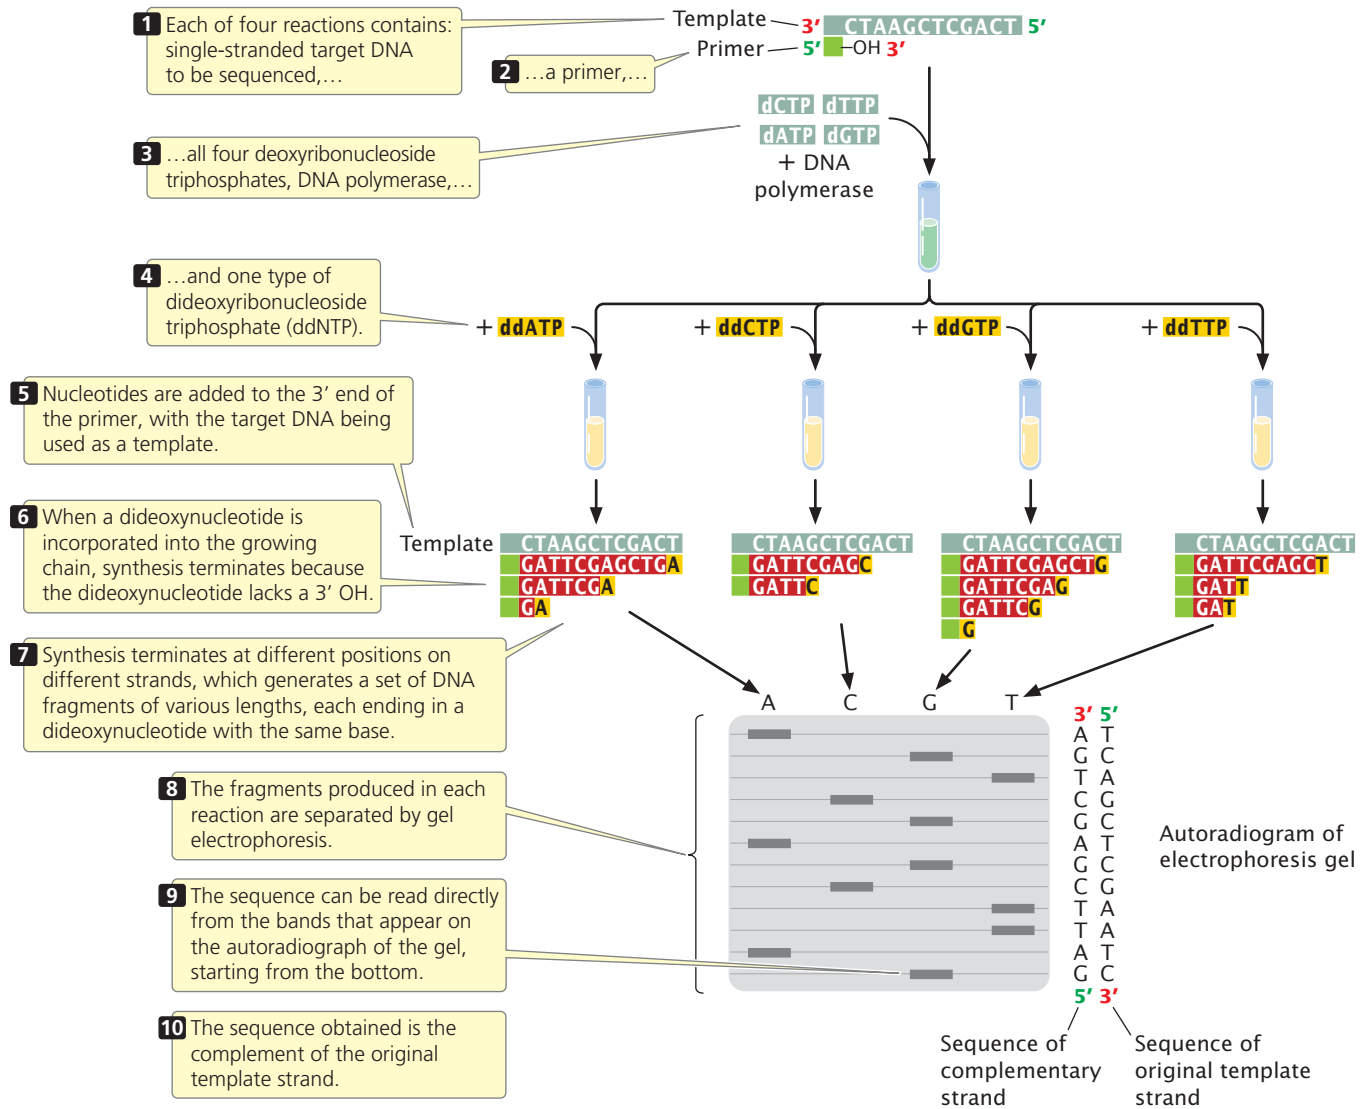 1 Each of four reactions contains:
single-stranded target DNA
to be sequenced,…
Template 3′ CTAAGCTCGACT 5′
Primer 5′ –OH 3′
2 …a primer,…
dCTP dTTP
dATP dGTP
+ DNA
polymerase
3 …all four deoxyribonucleoside
triphosphates, DNA polymerase,…
4 …and one type of
dideoxyribonucleoside
triphosphate (ddNTP).
+ ddATP + ddCTP + ddGTP + ddTTP
5 Nucleotides are added to the 3′ end of
the primer, with the target DNA being
used as a template.
6 When a dideoxynucleotide is
incorporated into the growing
chain, synthesis terminates because
the dideoxynucleotide lacks a 3′ OH.
Template CTAAGCTCGACT
GATTCGAGCTGA
GATTCGA
GA
CTAAGCTCGACT
GATTCGAGC
GATTC
CTAAGCTCGACT
GATTCGAGCTG
GATTCGAG
GATTCG
G
CTAAGCTCGACT
GATTCGAGCT
GATT
GAT
7 Synthesis terminates at different positions on
different strands, which generates a set of DNA
fragments of various lengths, each ending in a
dideoxynucleotide with the same base.
A C G T
3′ 5′
A T
G C
T A
C G
G C
A T
G C
C G
T A
T A
A T
G C
5′ 3′
8 The fragments produced in each
reaction are separated by gel
electrophoresis.
Autoradiogram of
electrophoresis gel
9 The sequence can be read directly
from the bands that appear on
the autoradiograph of the gel,
starting from the bottom.
10 The sequence obtained is the
complement of the original
template strand.
Sequence of
complementary
strand
Sequence of
original template
strand